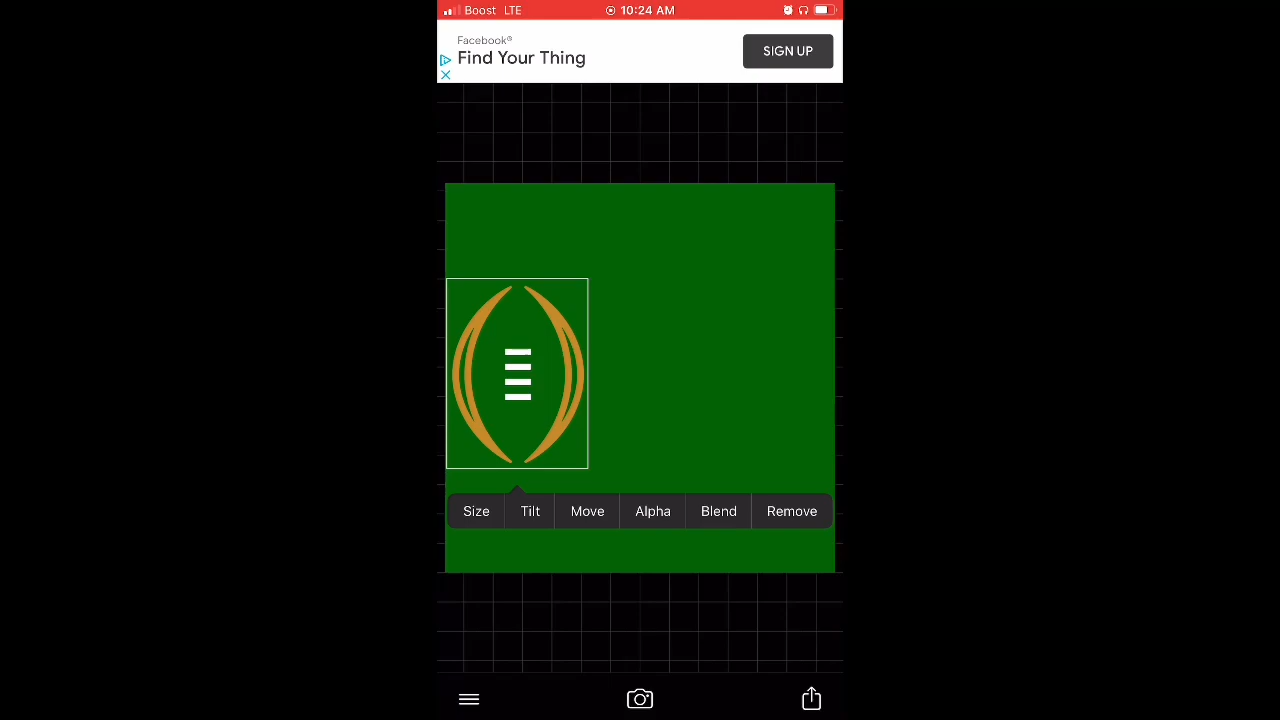 Boost LTE 10:24 AM
Facebook®
Find Your Thing
SIGN UP
Size Tilt Move Alpha Blend Remove